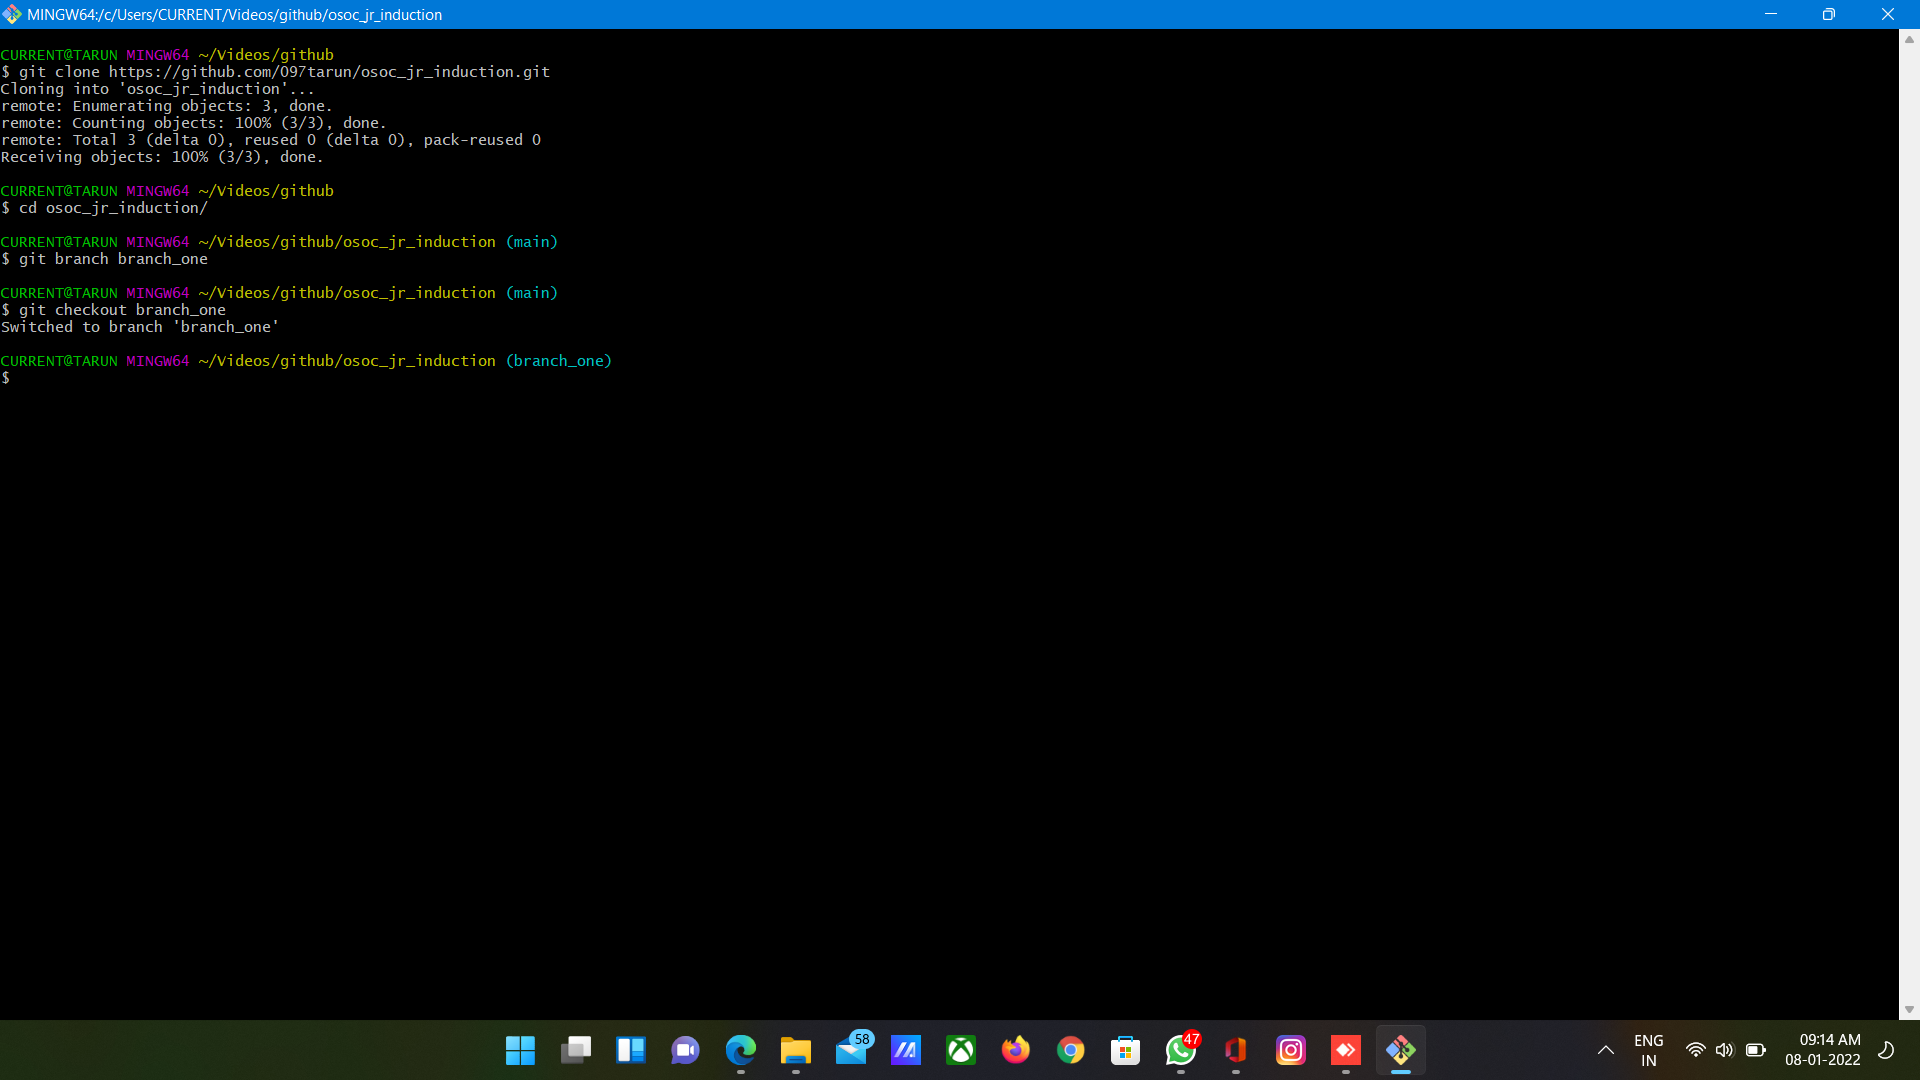 MINGW64:/c/Users/CURRENT/Videos/github/osoc_jr_induction
CURRENT@TARUN MINGW64 ~/Videos/github
$ git clone https://github.com/097tarun/osoc_jr_induction.git
Cloning into 'osoc_jr_induction'...
remote: Enumerating objects: 3, done.
remote: Counting objects: 100% (3/3), done.
remote: Total 3 (delta 0), reused 0 (delta 0), pack-reused 0
Receiving objects: 100% (3/3), done.
CURRENT@TARUN MINGW64 ~/Videos/github
$ cd osoc_jr_induction/
CURRENT@TARUN MINGW64 ~/Videos/github/osoc_jr_induction (main)
$ git branch branch_one
CURRENT@TARUN MINGW64 ~/Videos/github/osoc_jr_induction (main)
$ git checkout branch_one
Switched to branch 'branch_one'
CURRENT@TARUN MINGW64 ~/Videos/github/osoc_jr_induction (branch_one)
$
58
47
ENG
IN
09:14 AM
08-01-2022